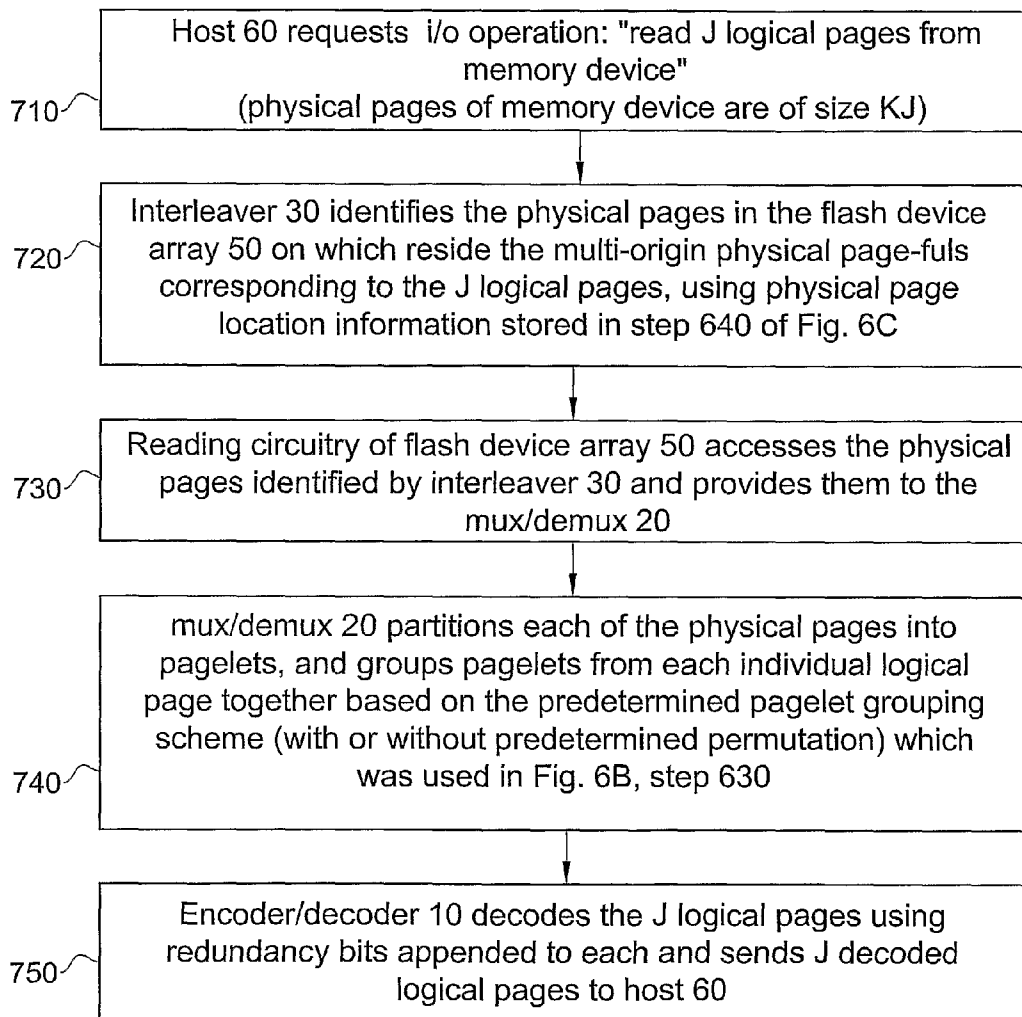 Host 60 requests i/o operation: "read J logical pages from
memory device"
(physical pages of memory device are of size KJ)
710
Interleaver 30 identifies the physical pages in the flash device
array 50 on which reside the multi-origin physical page-fuls
corresponding to the J logical pages, using physical page
location information stored in step 640 of Fig. 6C
720
Reading circuitry of flash device array 50 accesses the physical
pages identified by interleaver 30 and provides them to the
mux/demux 20
730
mux/demux 20 partitions each of the physical pages into
pagelets, and groups pagelets from each individual logical
page together based on the predetermined pagelet grouping
scheme (with or without predetermined permutation) which
was used in Fig. 6B, step 630
740
Encoder/decoder 10 decodes the J logical pages using
redundancy bits appended to each and sends J decoded
logical pages to host 60
750